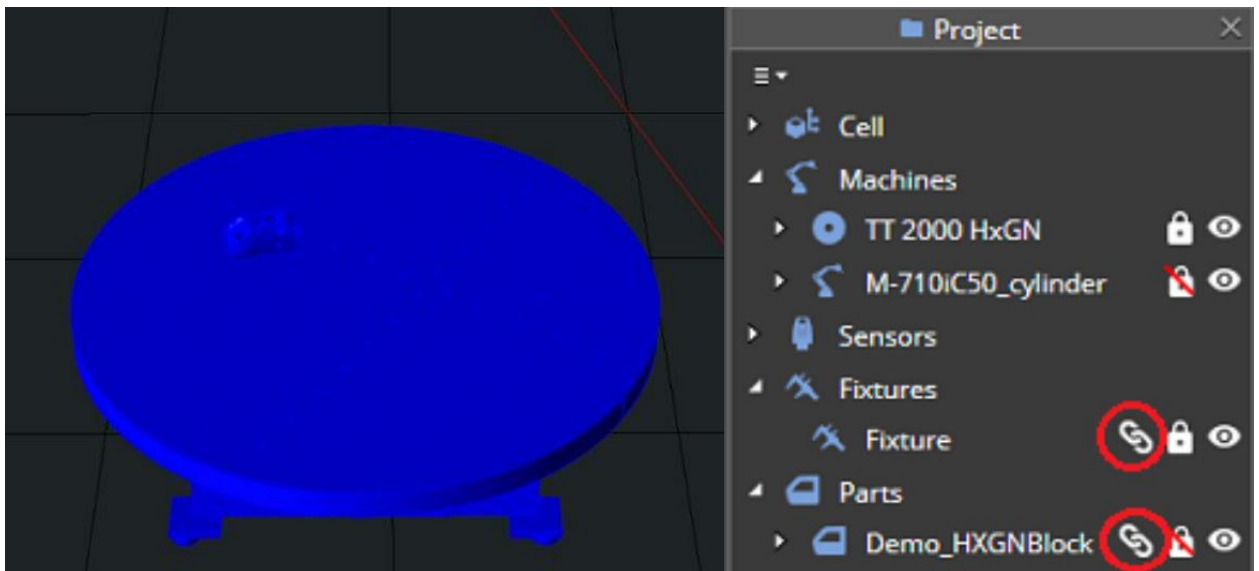 Project
Cell
Machines
TT 2000 HxGN
M-710iC50_cylinder
Sensors
Fixtures
Fixture
Parts
Demo_HXGNBlock